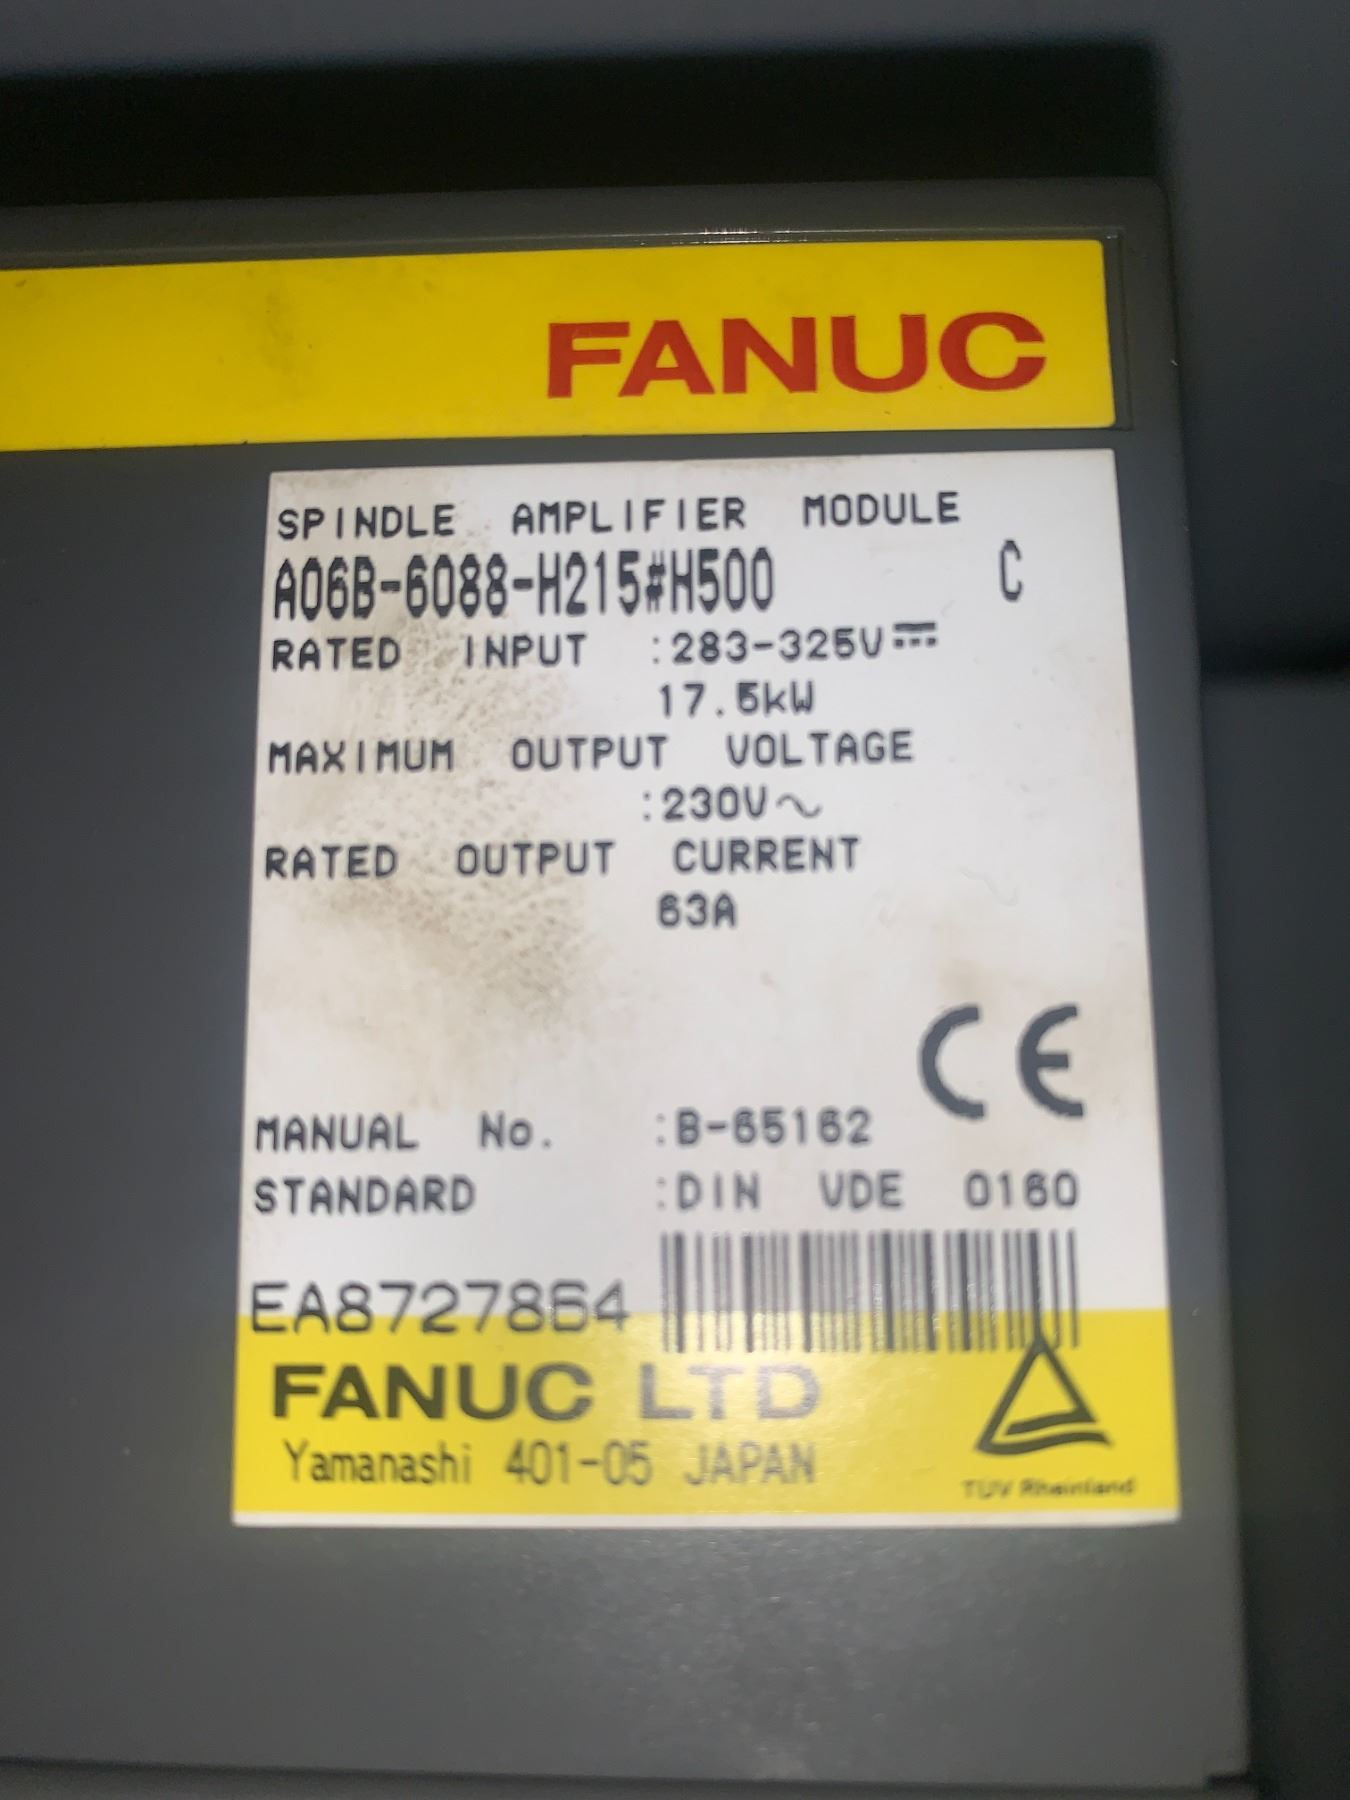 FANUC
SPINDLE AMPLIFIER MODULE
A06B-6088-H215#H500 C
RATED INPUT :283-325V⎓
17.5kW
MAXIMUM OUTPUT VOLTAGE
:230V~
RATED OUTPUT CURRENT
63A
CE
MANUAL No. :B-65162
STANDARD :DIN VDE 0160
EA8727864
FANUC LTD
Yamanashi 401-05 JAPAN
TÜV Rheinland